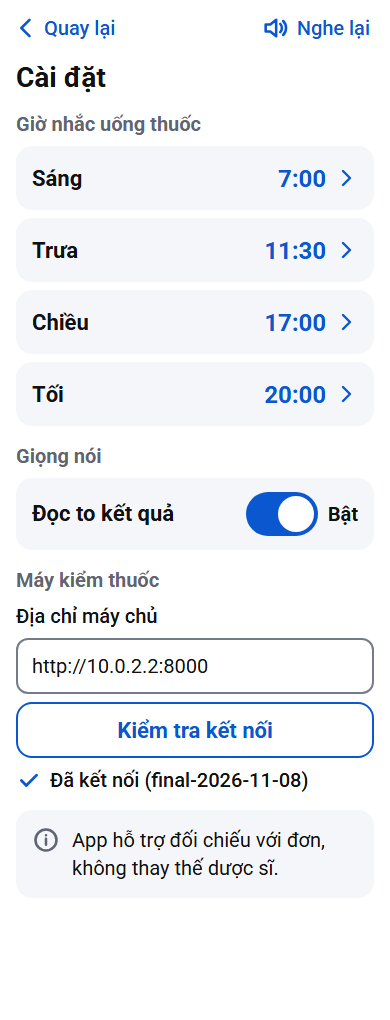 Quay lại
Nghe lại
Cài đặt
Giờ nhắc uống thuốc
Sáng 7:00
Trưa 11:30
Chiều 17:00
Tối 20:00
Giọng nói
Đọc to kết quả Bật
Máy kiểm thuốc
Địa chỉ máy chủ
http://10.0.2.2:8000
Kiểm tra kết nối
Đã kết nối (final-2026-11-08)
App hỗ trợ đối chiếu với đơn,
không thay thế dược sĩ.